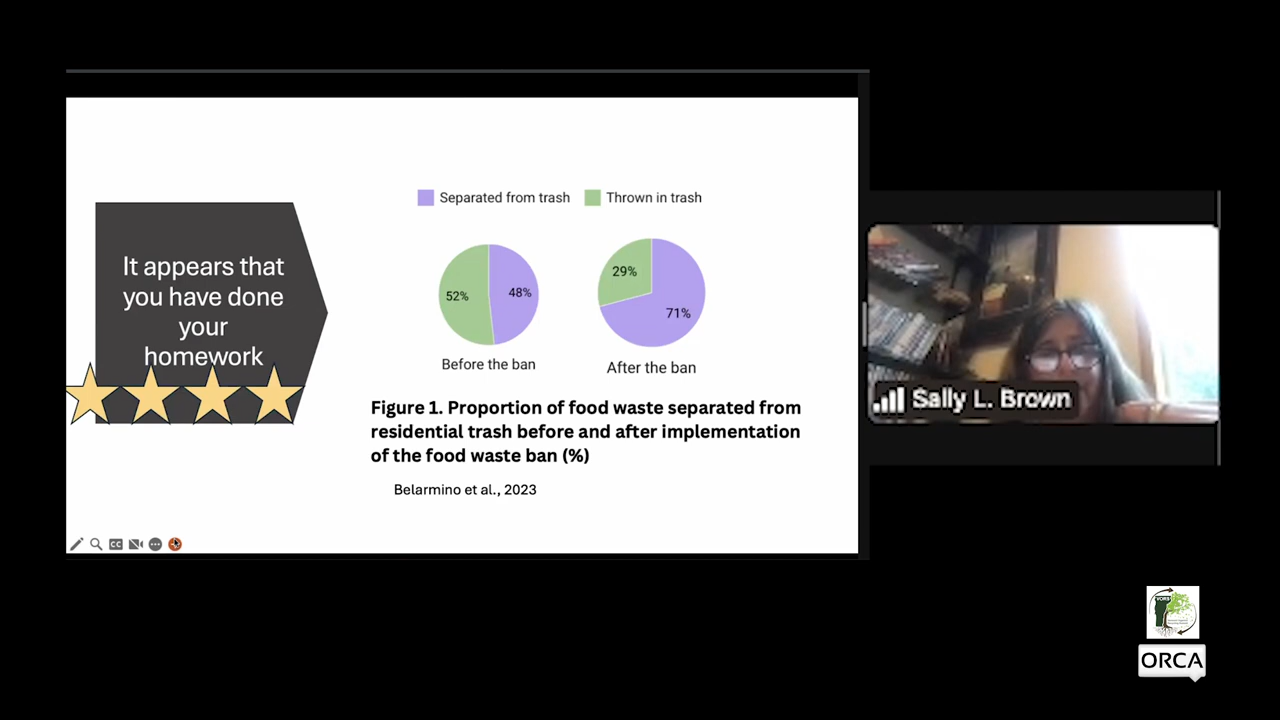 Separated from trash
Thrown in trash
It appears that
you have done
your
homework
52%
48%
29%
71%
Before the ban
After the ban
Figure 1. Proportion of food waste separated from
residential trash before and after implementation
of the food waste ban (%)
Belarmino et al., 2023
CC
Sally L. Brown
ORCA